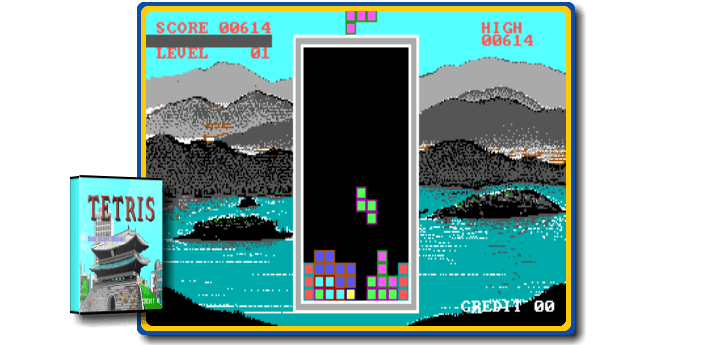 SCORE 00614
LEVEL 01
HIGH
00614
TETRIS
CREDIT 00